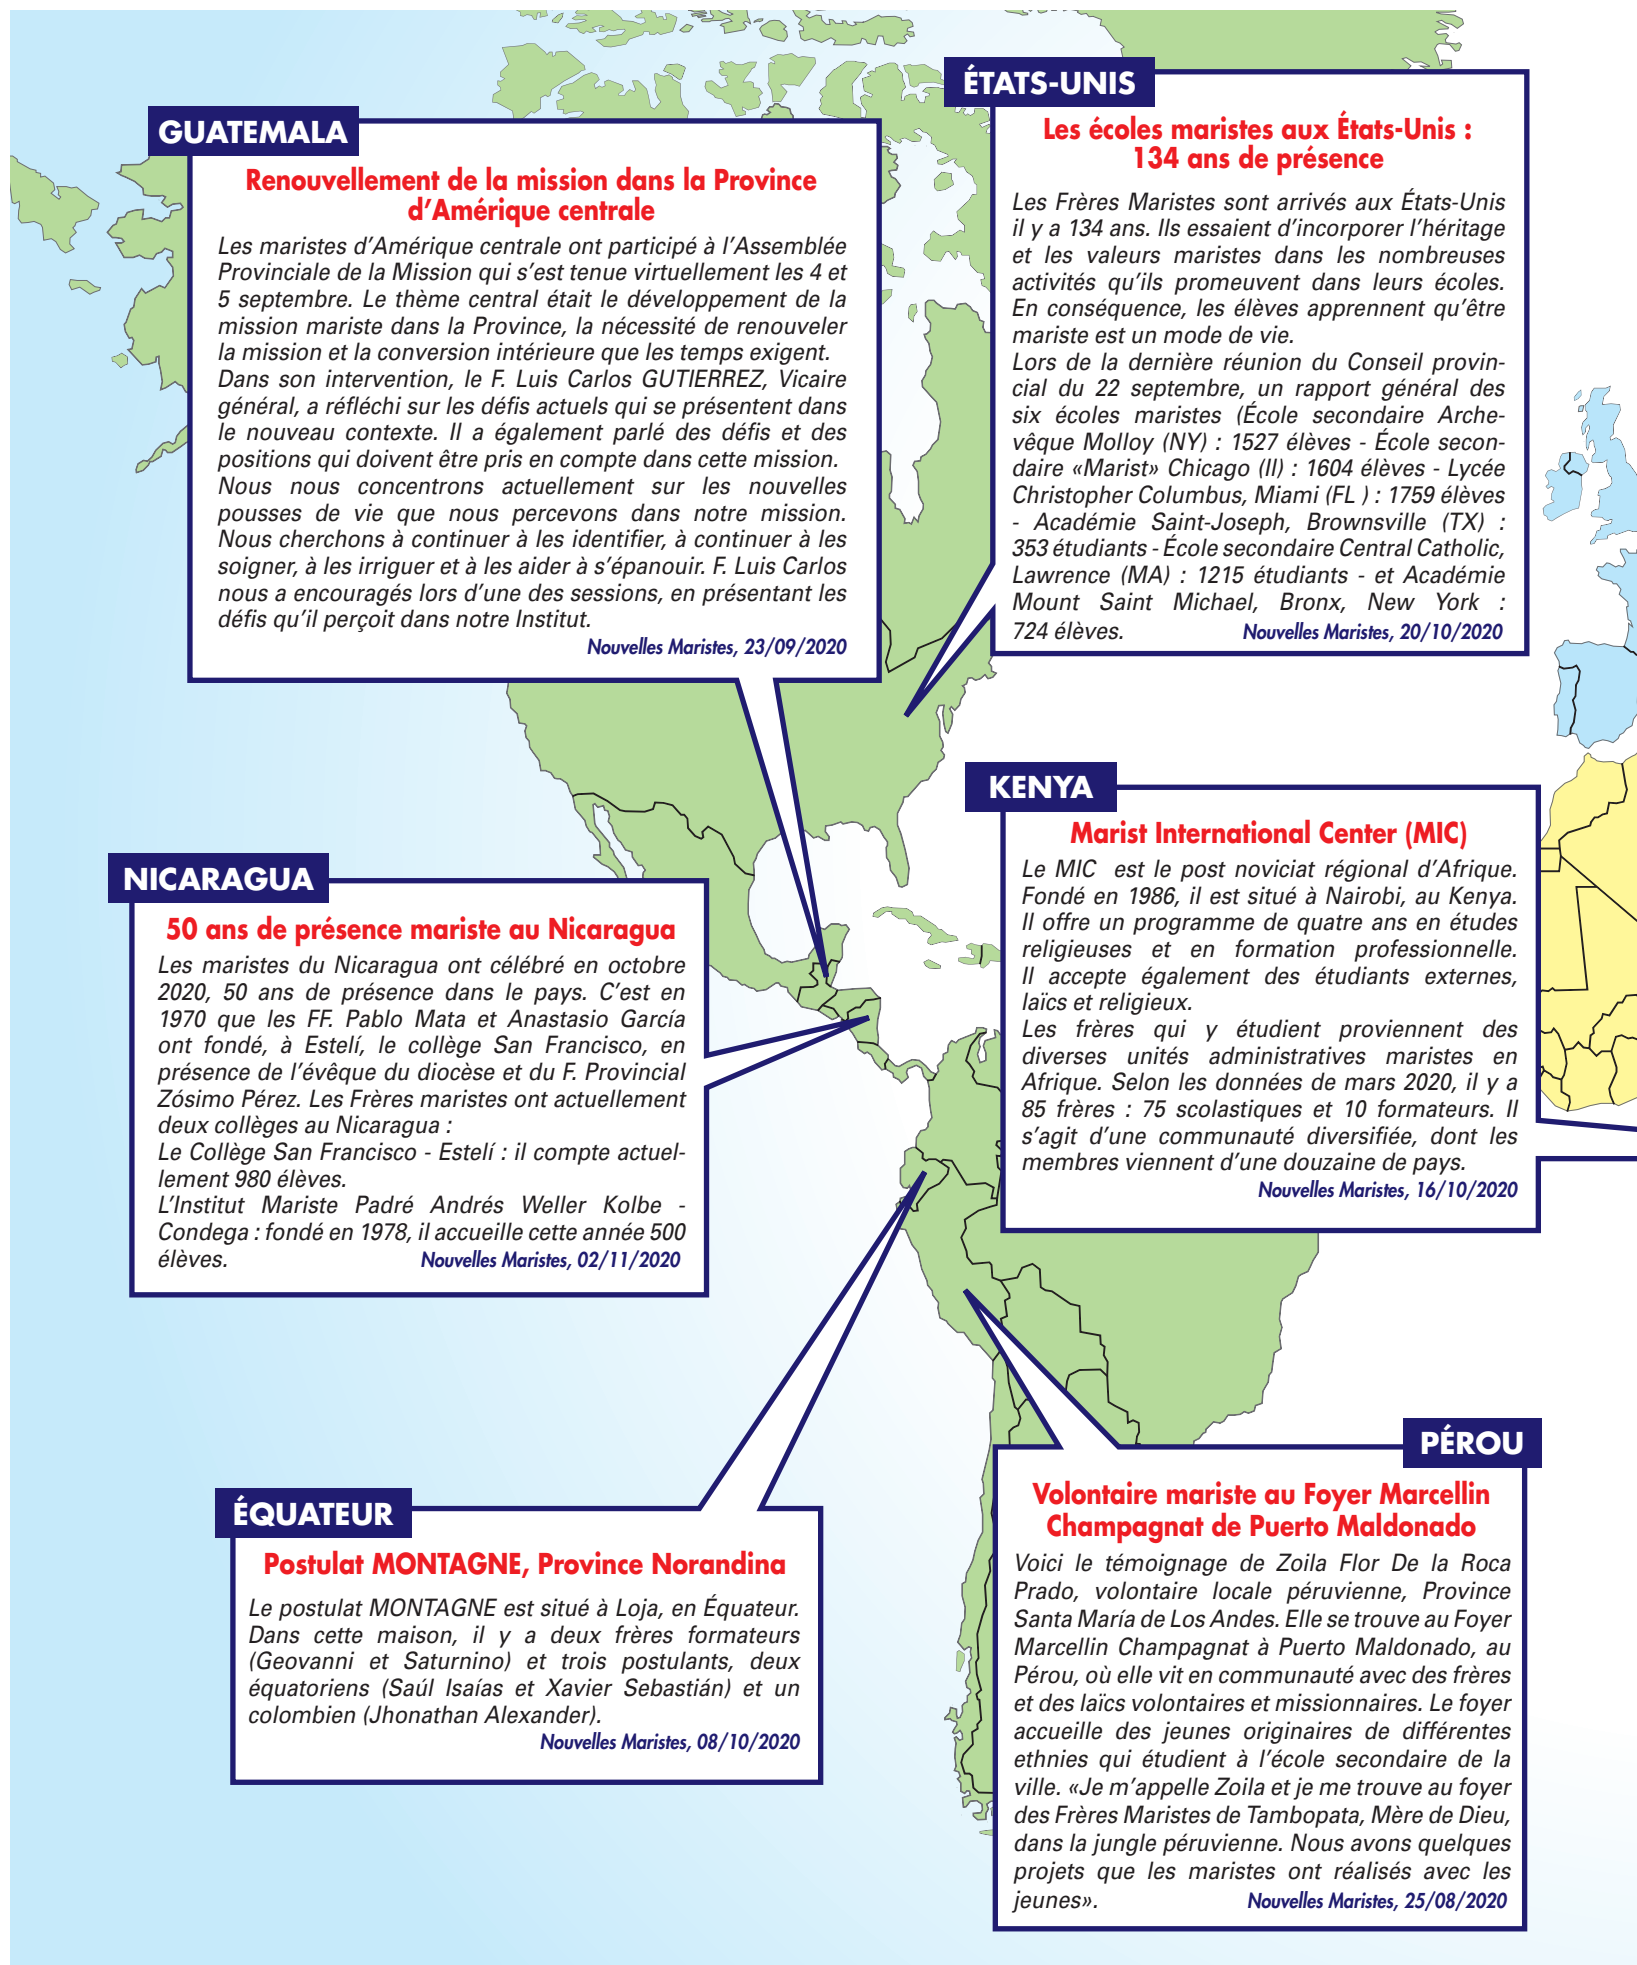 GUATEMALA
Renouvellement de la mission dans la Province
d’Amérique centrale
Les maristes d’Amérique centrale ont participé à l’Assemblée
Provinciale de la Mission qui s’est tenue virtuellement les 4 et
5 septembre. Le thème central était le développement de la
mission mariste dans la Province, la nécessité de renouveler
la mission et la conversion intérieure que les temps exigent.
Dans son intervention, le F. Luis Carlos GUTIERREZ, Vicaire
général, a réfléchi sur les défis actuels qui se présentent dans
le nouveau contexte. Il a également parlé des défis et des
positions qui doivent être pris en compte dans cette mission.
Nous nous concentrons actuellement sur les nouvelles
pousses de vie que nous percevons dans notre mission.
Nous cherchons à continuer à les identifier, à continuer à les
soigner, à les irriguer et à les aider à s’épanouir. F. Luis Carlos
nous a encouragés lors d’une des sessions, en présentant les
défis qu’il perçoit dans notre Institut.
Nouvelles Maristes, 23/09/2020
ÉTATS-UNIS
Les écoles maristes aux États-Unis :
134 ans de présence
Les Frères Maristes sont arrivés aux États-Unis
il y a 134 ans. Ils essaient d’incorporer l’héritage
et les valeurs maristes dans les nombreuses
activités qu’ils promeuvent dans leurs écoles.
En conséquence, les élèves apprennent qu’être
mariste est un mode de vie.
Lors de la dernière réunion du Conseil provin-
cial du 22 septembre, un rapport général des
six écoles maristes (École secondaire Arche-
vêque Molloy (NY) : 1527 élèves - École secon-
daire «Marist» Chicago (Il) : 1604 élèves - Lycée
Christopher Columbus, Miami (FL ) : 1759 élèves
- Académie Saint-Joseph, Brownsville (TX) :
353 étudiants - École secondaire Central Catholic,
Lawrence (MA) : 1215 étudiants - et Académie
Mount Saint Michael, Bronx, New York :
724 élèves. Nouvelles Maristes, 20/10/2020
KENYA
Marist International Center (MIC)
Le MIC est le post noviciat régional d’Afrique.
Fondé en 1986, il est situé à Nairobi, au Kenya.
Il offre un programme de quatre ans en études
religieuses et en formation professionnelle.
Il accepte également des étudiants externes,
laïcs et religieux.
Les frères qui y étudient proviennent des
diverses unités administratives maristes en
Afrique. Selon les données de mars 2020, il y a
85 frères : 75 scolastiques et 10 formateurs. Il
s’agit d’une communauté diversifiée, dont les
membres viennent d’une douzaine de pays.
Nouvelles Maristes, 16/10/2020
NICARAGUA
50 ans de présence mariste au Nicaragua
Les maristes du Nicaragua ont célébré en octobre
2020, 50 ans de présence dans le pays. C’est en
1970 que les FF. Pablo Mata et Anastasio García
ont fondé, à Estelí, le collège San Francisco, en
présence de l’évêque du diocèse et du F. Provincial
Zósimo Pérez. Les Frères maristes ont actuellement
deux collèges au Nicaragua :
Le Collège San Francisco - Estelí : il compte actuel-
lement 980 élèves.
L’Institut Mariste Padré Andrés Weller Kolbe -
Condega : fondé en 1978, il accueille cette année 500
élèves. Nouvelles Maristes, 02/11/2020
ÉQUATEUR
Postulat MONTAGNE, Province Norandina
Le postulat MONTAGNE est situé à Loja, en Équateur.
Dans cette maison, il y a deux frères formateurs
(Geovanni et Saturnino) et trois postulants, deux
équatoriens (Saúl Isaías et Xavier Sebastián) et un
colombien (Jhonathan Alexander).
Nouvelles Maristes, 08/10/2020
PÉROU
Volontaire mariste au Foyer Marcellin
Champagnat de Puerto Maldonado
Voici le témoignage de Zoila Flor De la Roca
Prado, volontaire locale péruvienne, Province
Santa María de Los Andes. Elle se trouve au Foyer
Marcellin Champagnat à Puerto Maldonado, au
Pérou, où elle vit en communauté avec des frères
et des laïcs volontaires et missionnaires. Le foyer
accueille des jeunes originaires de différentes
ethnies qui étudient à l’école secondaire de la
ville. «Je m’appelle Zoila et je me trouve au foyer
des Frères Maristes de Tambopata, Mère de Dieu,
dans la jungle péruvienne. Nous avons quelques
projets que les maristes ont réalisés avec les
jeunes». Nouvelles Maristes, 25/08/2020